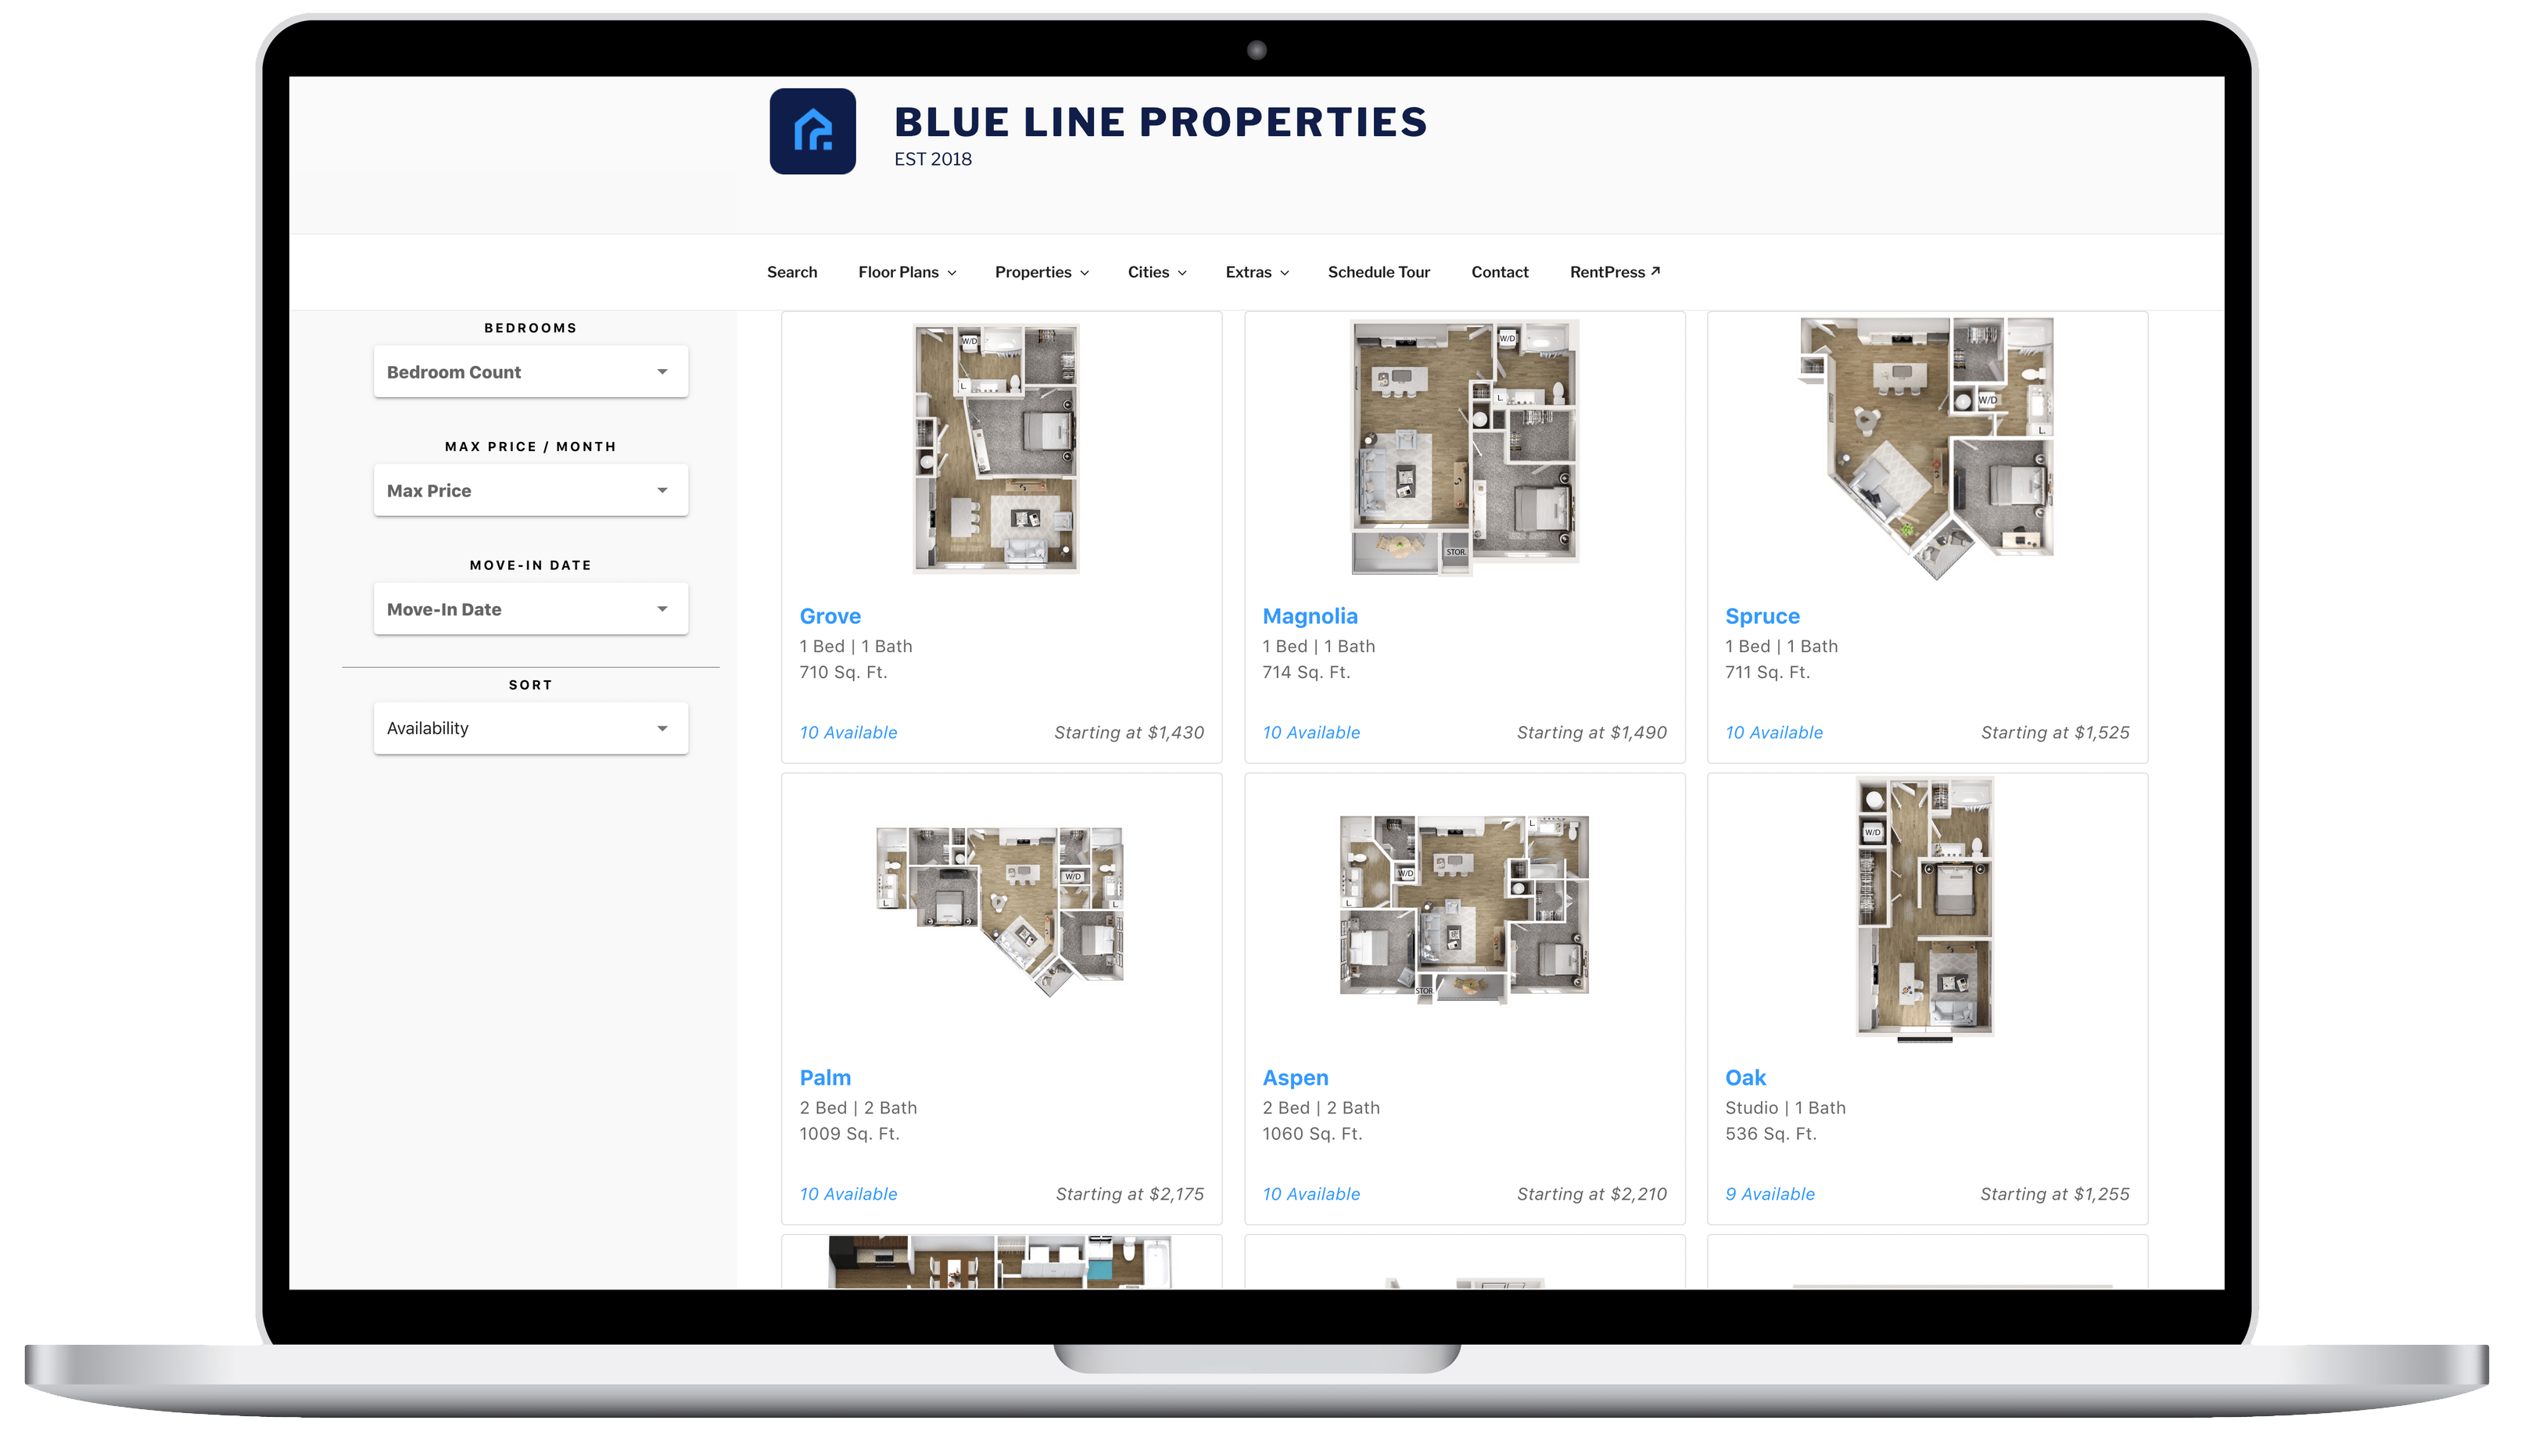 BLUE LINE PROPERTIES
EST 2018
Search Floor Plans Properties Cities Extras Schedule Tour Contact RentPress ↗
BEDROOMS
Bedroom Count
MAX PRICE / MONTH
Max Price
MOVE-IN DATE
Move-In Date
SORT
Availability
W/D
L.
Grove
1 Bed | 1 Bath
710 Sq. Ft.
10 Available Starting at $1,430
W/D
L.
STOR.
Magnolia
1 Bed | 1 Bath
714 Sq. Ft.
10 Available Starting at $1,490
W/D
L.
Spruce
1 Bed | 1 Bath
711 Sq. Ft.
10 Available Starting at $1,525
W/D
L.
L.
Palm
2 Bed | 2 Bath
1009 Sq. Ft.
10 Available Starting at $2,175
L.
W/D
L.
STOR.
Aspen
2 Bed | 2 Bath
1060 Sq. Ft.
10 Available Starting at $2,210
W/D
Oak
Studio | 1 Bath
536 Sq. Ft.
9 Available Starting at $1,255